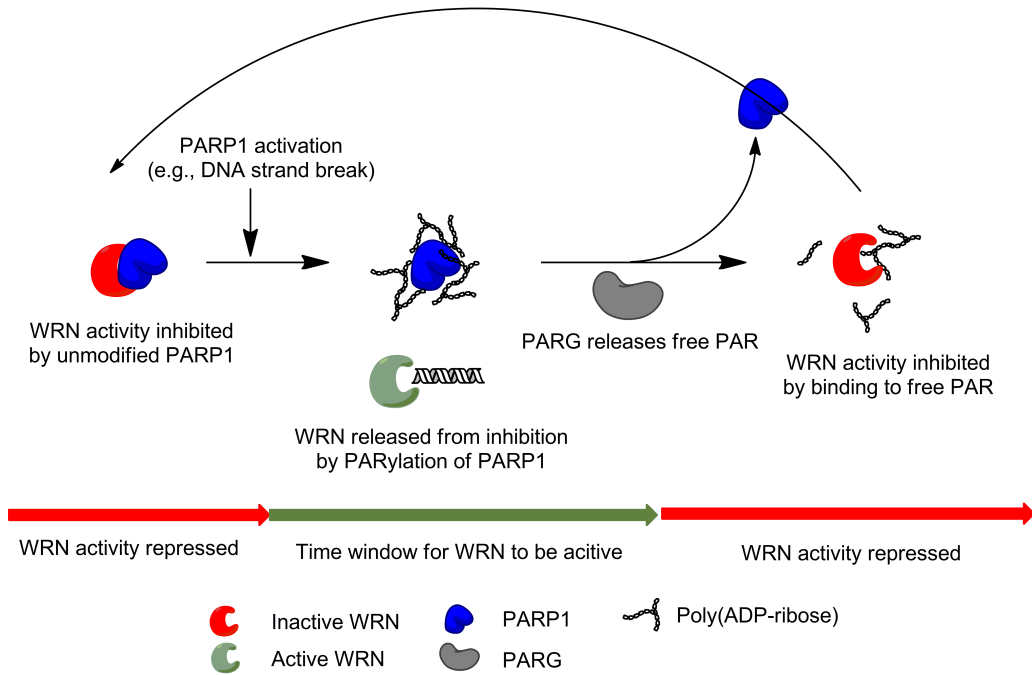 PARP1 activation
(e.g., DNA strand break)
WRN activity inhibited
by unmodified PARP1
PARG releases free PAR
WRN activity inhibited
by binding to free PAR
WRN released from inhibition
by PARylation of PARP1
WRN activity repressed
Time window for WRN to be acitive
WRN activity repressed
Inactive WRN
PARP1
Poly(ADP-ribose)
Active WRN
PARG